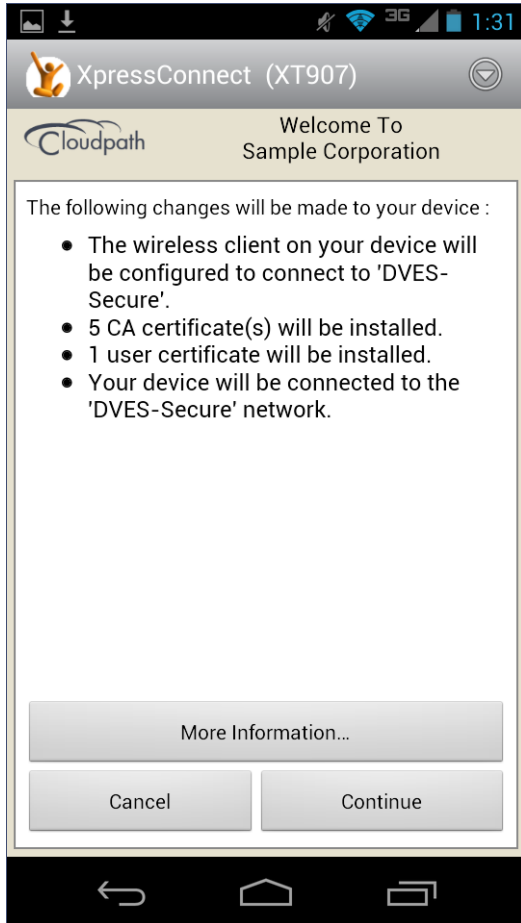 3G 1:31
XpressConnect (XT907)
Cloudpath
Welcome To
Sample Corporation
The following changes will be made to your device :
The wireless client on your device will
be configured to connect to 'DVES-
Secure'.
5 CA certificate(s) will be installed.
1 user certificate will be installed.
Your device will be connected to the
'DVES-Secure' network.
More Information...
Cancel
Continue